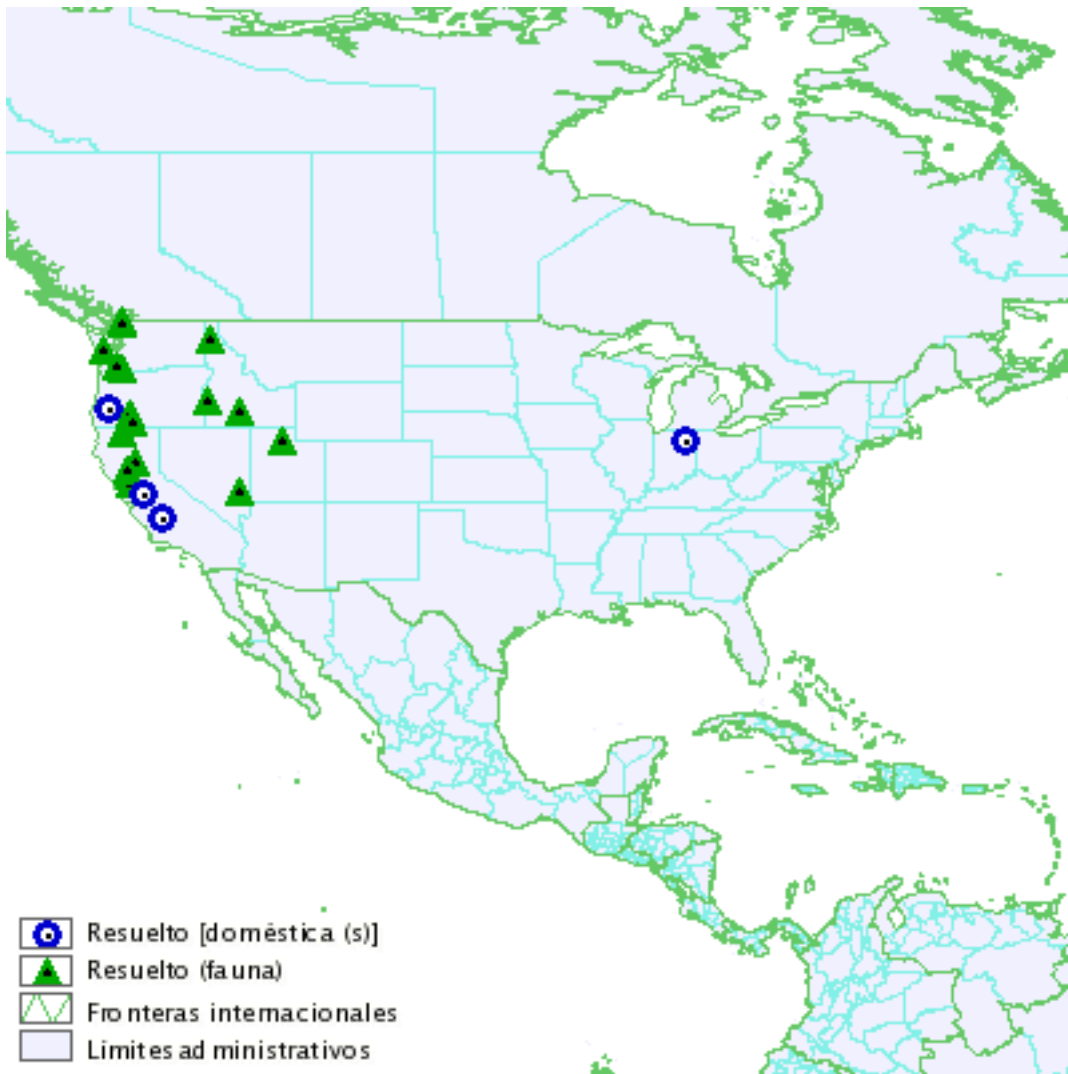 Resuelto [doméstica (s)]
Resuelto (fauna)
Fronteras internacionales
Límites administrativos